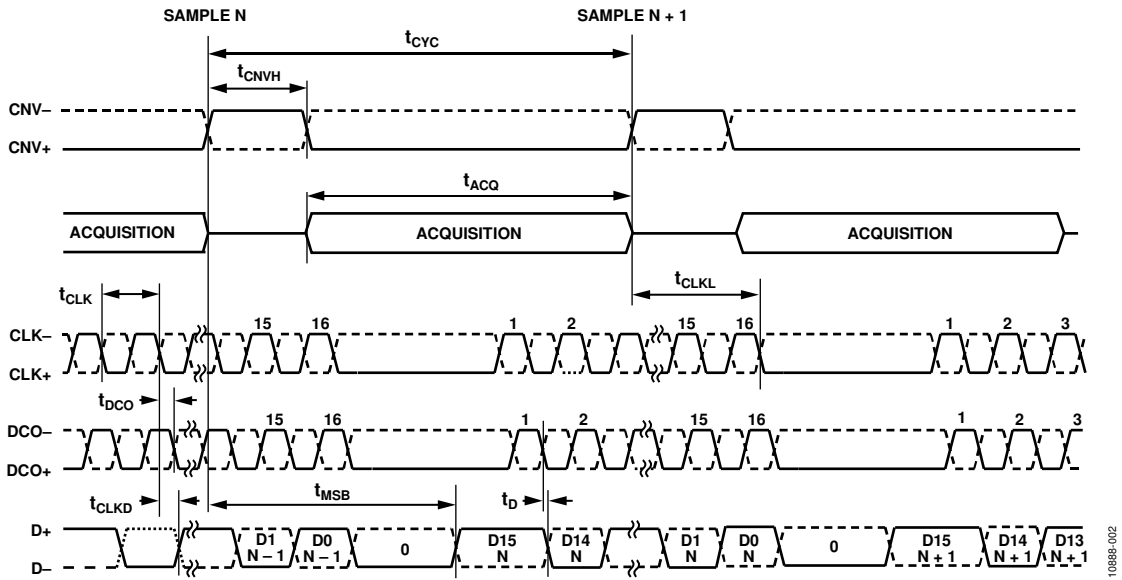 SAMPLE N SAMPLE N + 1
tCYC
tCNVH
CNV–
CNV+
tACQ
ACQUISITION ACQUISITION ACQUISITION
tCLK tCLKL
15 16 1 2 15 16 1 2 3
CLK–
CLK+
tDCO
15 16 1 2 15 16 1 2 3
DCO–
DCO+
tCLKD tMSB tD
D+
D–
D1 N – 1
D0 N – 1
0
D15 N
D14 N
D1 N
D0 N
0
D15 N + 1
D14 N + 1
D13 N + 1
10888-002